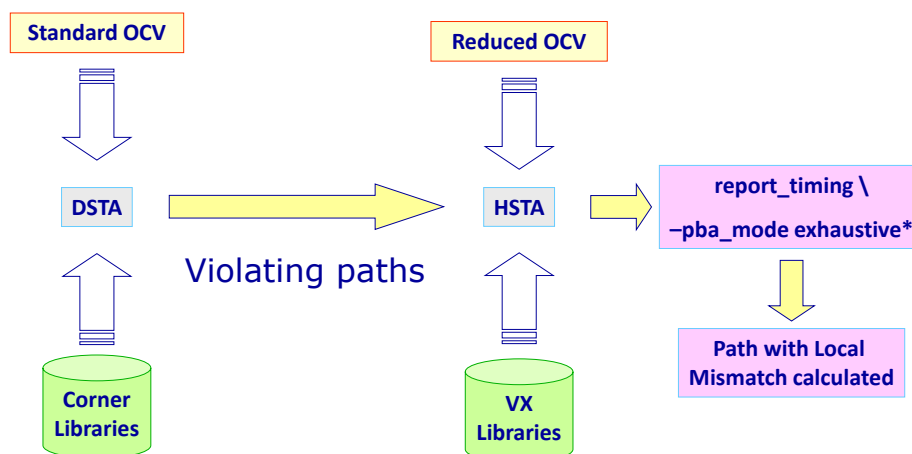 Standard OCV
Reduced OCV
DSTA
HSTA
report_timing \
–pba_mode exhaustive*
Violating paths
Corner
Libraries
VX
Libraries
Path with Local
Mismatch calculated